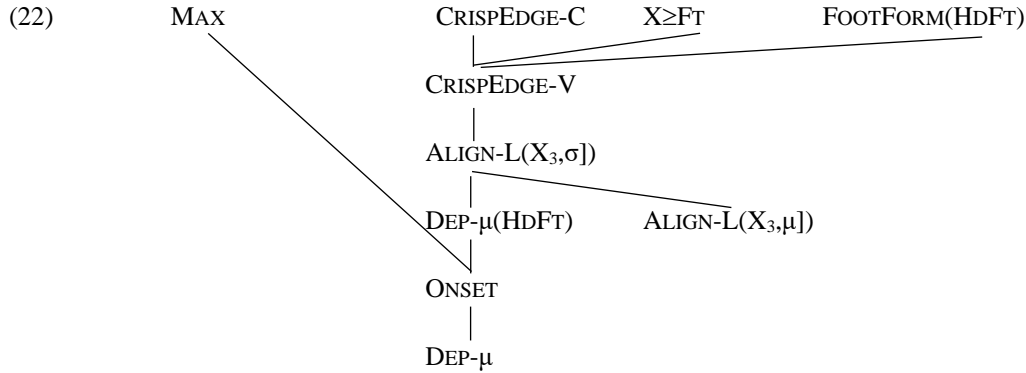 (22) MAX CRISPEDGE-C X≥FT FOOTFORM(HDFT)
CRISPEDGE-V
ALIGN-L(X₃,σ])
DEP-μ(HDFT) ALIGN-L(X₃,μ])
ONSET
DEP-μ